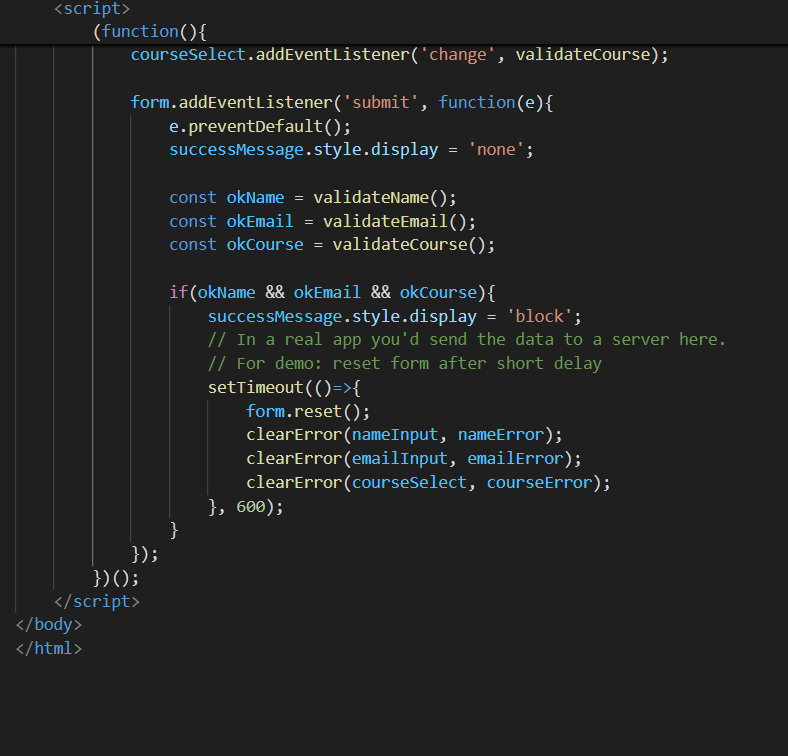 <script>
(function(){
courseSelect.addEventListener('change', validateCourse);
form.addEventListener('submit', function(e){
e.preventDefault();
successMessage.style.display = 'none';
const okName = validateName();
const okEmail = validateEmail();
const okCourse = validateCourse();
if(okName && okEmail && okCourse){
successMessage.style.display = 'block';
// In a real app you'd send the data to a server here.
// For demo: reset form after short delay
setTimeout(()=>{
form.reset();
clearError(nameInput, nameError);
clearError(emailInput, emailError);
clearError(courseSelect, courseError);
}, 600);
}
});
})();
</script>
</body>
</html>